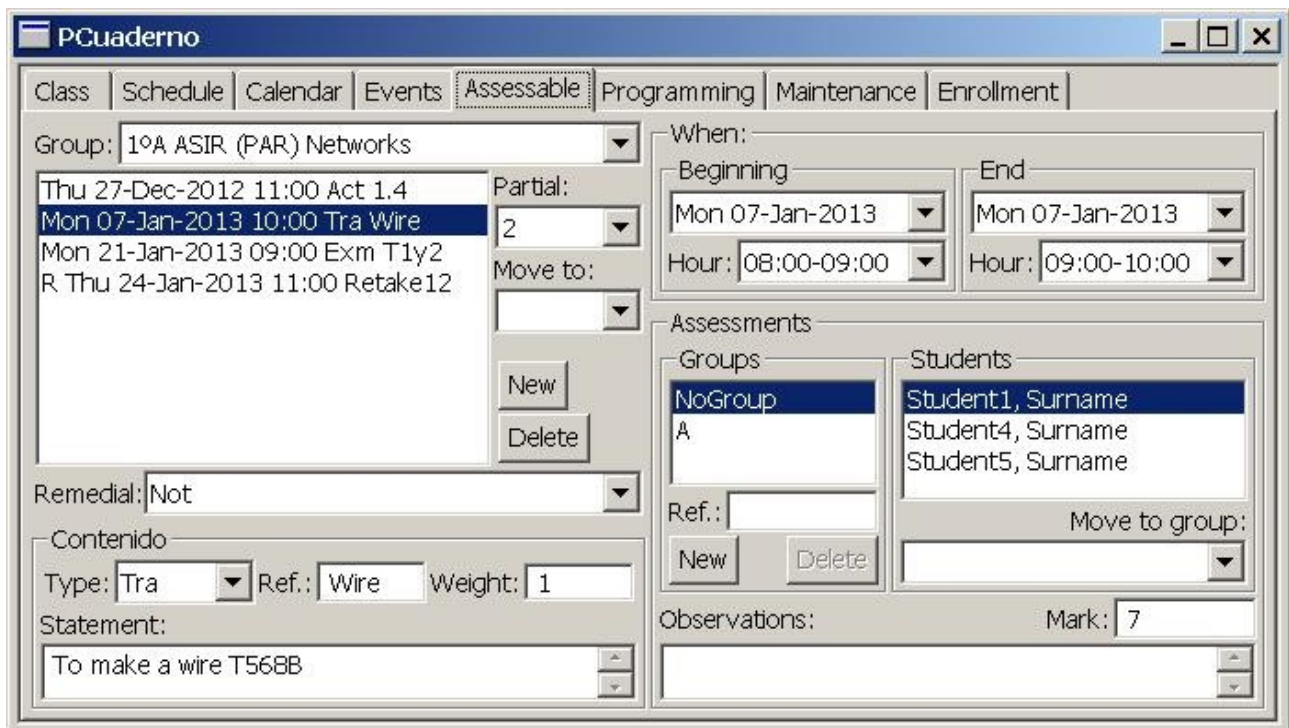 PCuaderno
Class Schedule Calendar Events Assessable Programming Maintenance Enrollment
Group: 1ºA ASIR (PAR) Networks
Thu 27-Dec-2012 11:00 Act 1.4
Mon 07-Jan-2013 10:00 Tra Wire
Mon 21-Jan-2013 09:00 Exm T1y2
R Thu 24-Jan-2013 11:00 Retake12
Partial:
2
Move to:
New
Delete
Remedial: Not
Contenido
Type: Tra Ref.: Wire Weight: 1
Statement:
To make a wire T568B
When:
Beginning
Mon 07-Jan-2013
Hour: 08:00-09:00
End
Mon 07-Jan-2013
Hour: 09:00-10:00
Assessments
Groups
NoGroup
A
Ref.:
New Delete
Students
Student1, Surname
Student4, Surname
Student5, Surname
Move to group:
Observations: Mark: 7